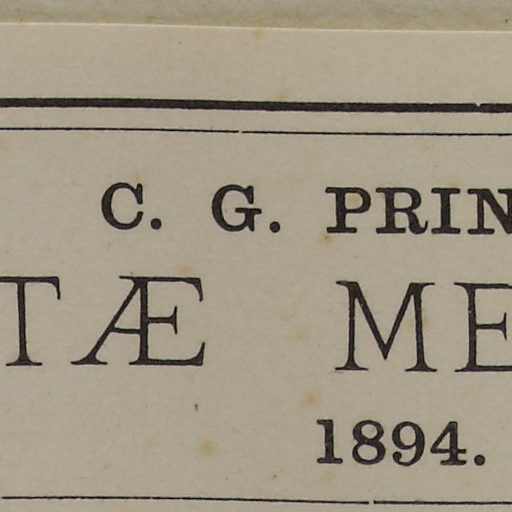 C. G. PRIN
TÆ ME
1894.